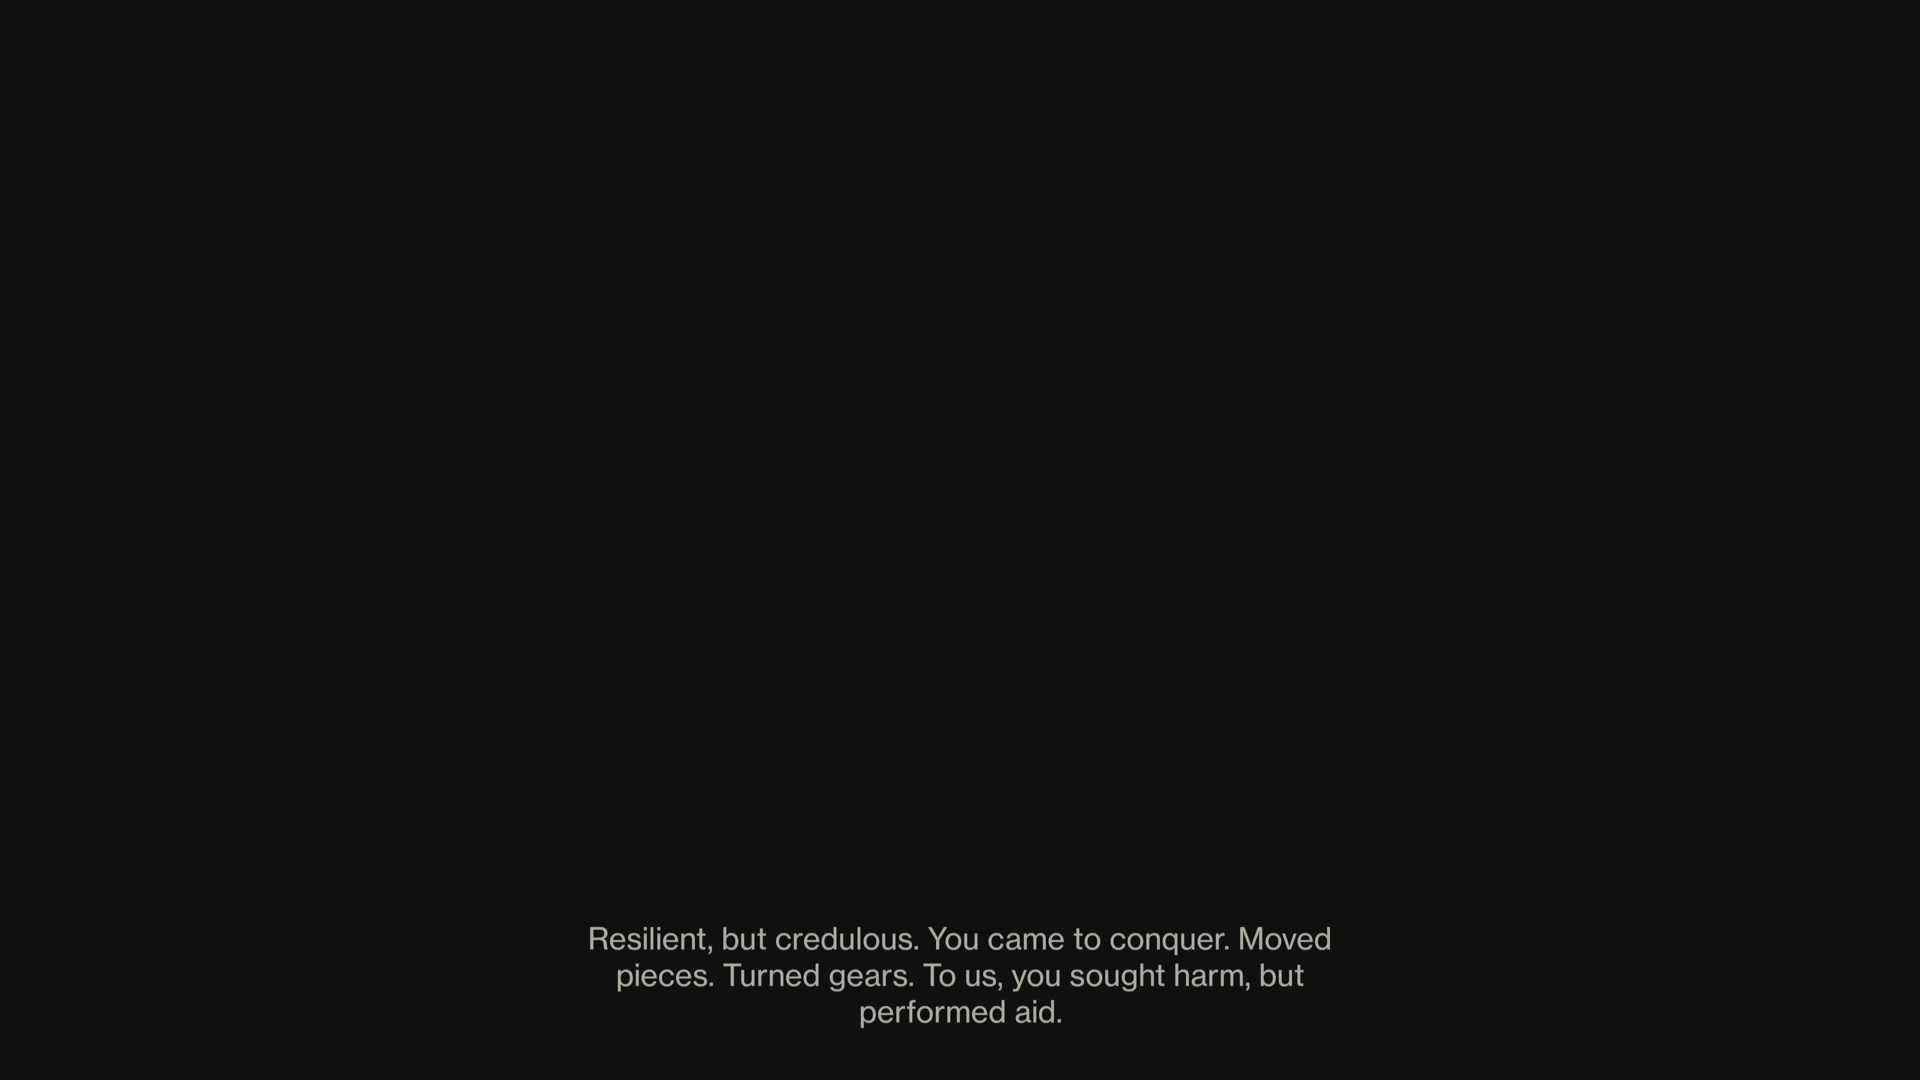 Resilient, but credulous. You came to conquer. Moved
pieces. Turned gears. To us, you sought harm, but
performed aid.